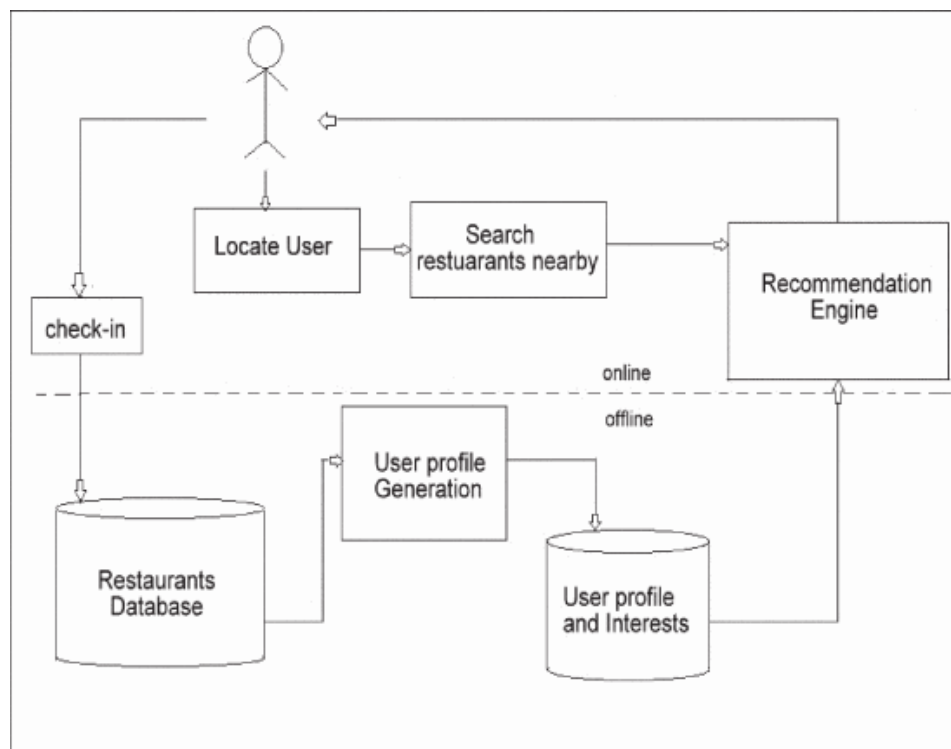 Locate User
Search
restuarants nearby
Recommendation
Engine
check-in
online
offline
User profile
Generation
Restaurants
Database
User profile
and Interests